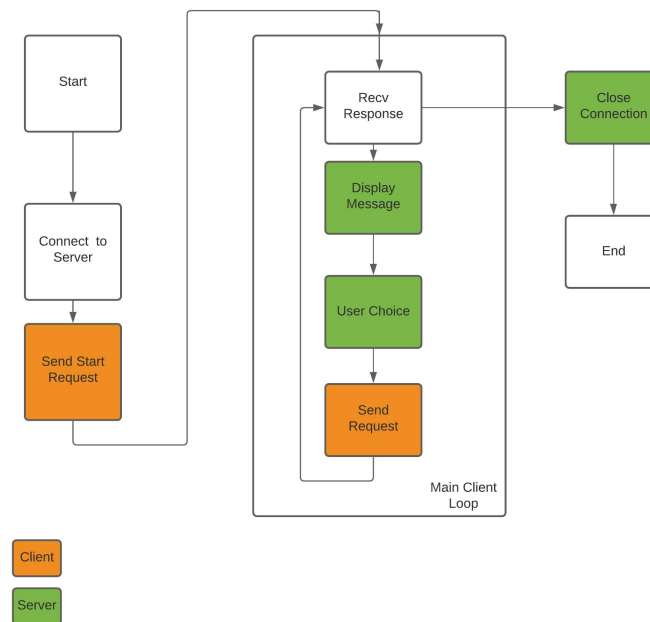 Start
Connect to
Server
Send Start
Request
Recv
Response
Display
Message
User Choice
Send
Request
Main Client
Loop
Close
Connection
End
Client
Server